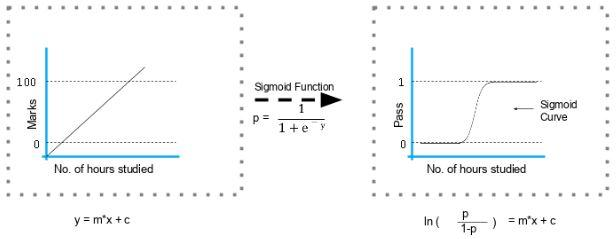 100
Marks
0
No. of hours studied
y = m*x + c
Sigmoid Function
p = 1
1 + e^-y
1
Pass
0
Sigmoid
Curve
No. of hours studied
ln ( p
1-p ) = m*x + c